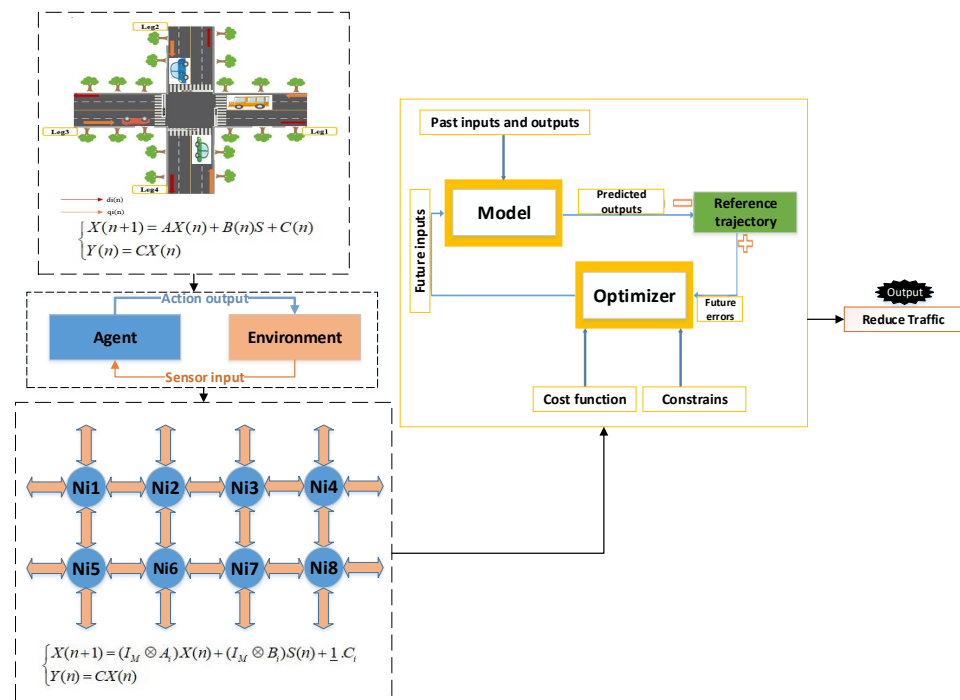 Leg2
Leg3
Leg1
Leg4
di(n)
qi(n)
X(n+1) = AX(n) + B(n)S + C(n)
Y(n) = CX(n)
Action output
Agent
Environment
Sensor input
Ni1
Ni2
Ni3
Ni4
Ni5
Ni6
Ni7
Ni8
X(n+1) = (I_M ⊗ A_i)X(n) + (I_M ⊗ B_i)S(n) + 1.C_i
Y(n) = CX(n)
Past inputs and outputs
Model
Predicted
outputs
Reference
trajectory
Future inputs
Optimizer
Future
errors
Cost function
Constrains
Output
Reduce Traffic